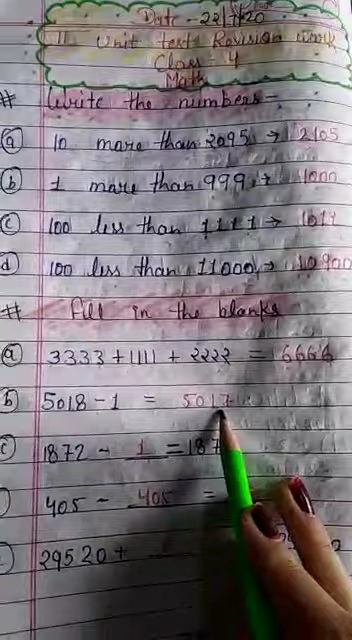 Date - 22/7/20
II Unit test Revision work
Class - 4
Math
# Write the numbers -
a 10 more than 2095 → 2105
b 1 more than 999 → 1000
c 100 less than 1111 → 1011
d 100 less than 11000 → 10900
# Fill in the blanks
a 3333 + 1111 + 2222 = 6666
b 5018 - 1 = 5017
c 1872 - 1 = 187
405 - 405 =
29520 +